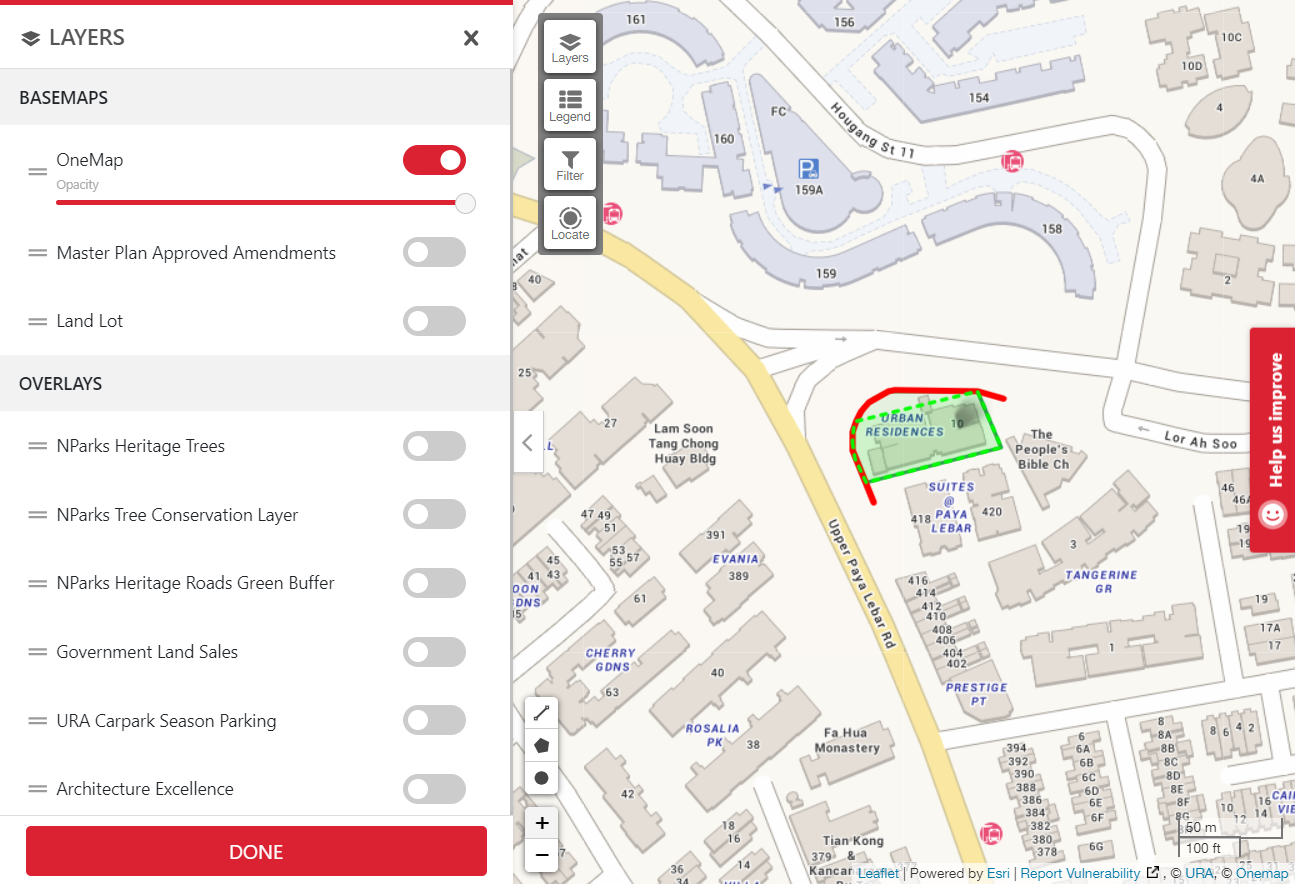 LAYERS
BASEMAPS
OneMap
Opacity
Master Plan Approved Amendments
Land Lot
OVERLAYS
NParks Heritage Trees
NParks Tree Conservation Layer
NParks Heritage Roads Green Buffer
Government Land Sales
URA Carpark Season Parking
Architecture Excellence
DONE
Layers
Legend
Filter
Locate
161
156
10C
10D
154
4
FC
160
Hougang St 11
159A
4A
158
159
2
40
25
27
Lam Soon
Tang Chong
Huay Bldg
URBAN
RESIDENCES
10
The
People's
Bible Ch
Lor Ah Soo
Help us improve
SUITES
@
PAYA
LEBAR
418
420
46
46A
47
49
51
53
55
57
45
41
43
391
EVANIA
389
Upper Paya Lebar Rd
3
TANGERINE
GR
416
414
412
410
408
406
404
402
61
19
17A
17
1
CHERRY
GDNS
63
40
PRESTIGE
PT
ROSALIA
PK
38
Fa Hua
Monastery
42
394
392
390
388
386
384
382
380
378
6
6A
6B
6C
6D
6E
6F
6G
8
8A
8B
8C
8D
8E
8F
8G
8
6
4
2
10
12
14
16
18
16
14
36
Tian Kong
&
379
377
+
−
50 m
100 ft
Leaflet | Powered by Esri | Report Vulnerability , © URA, © Onemap